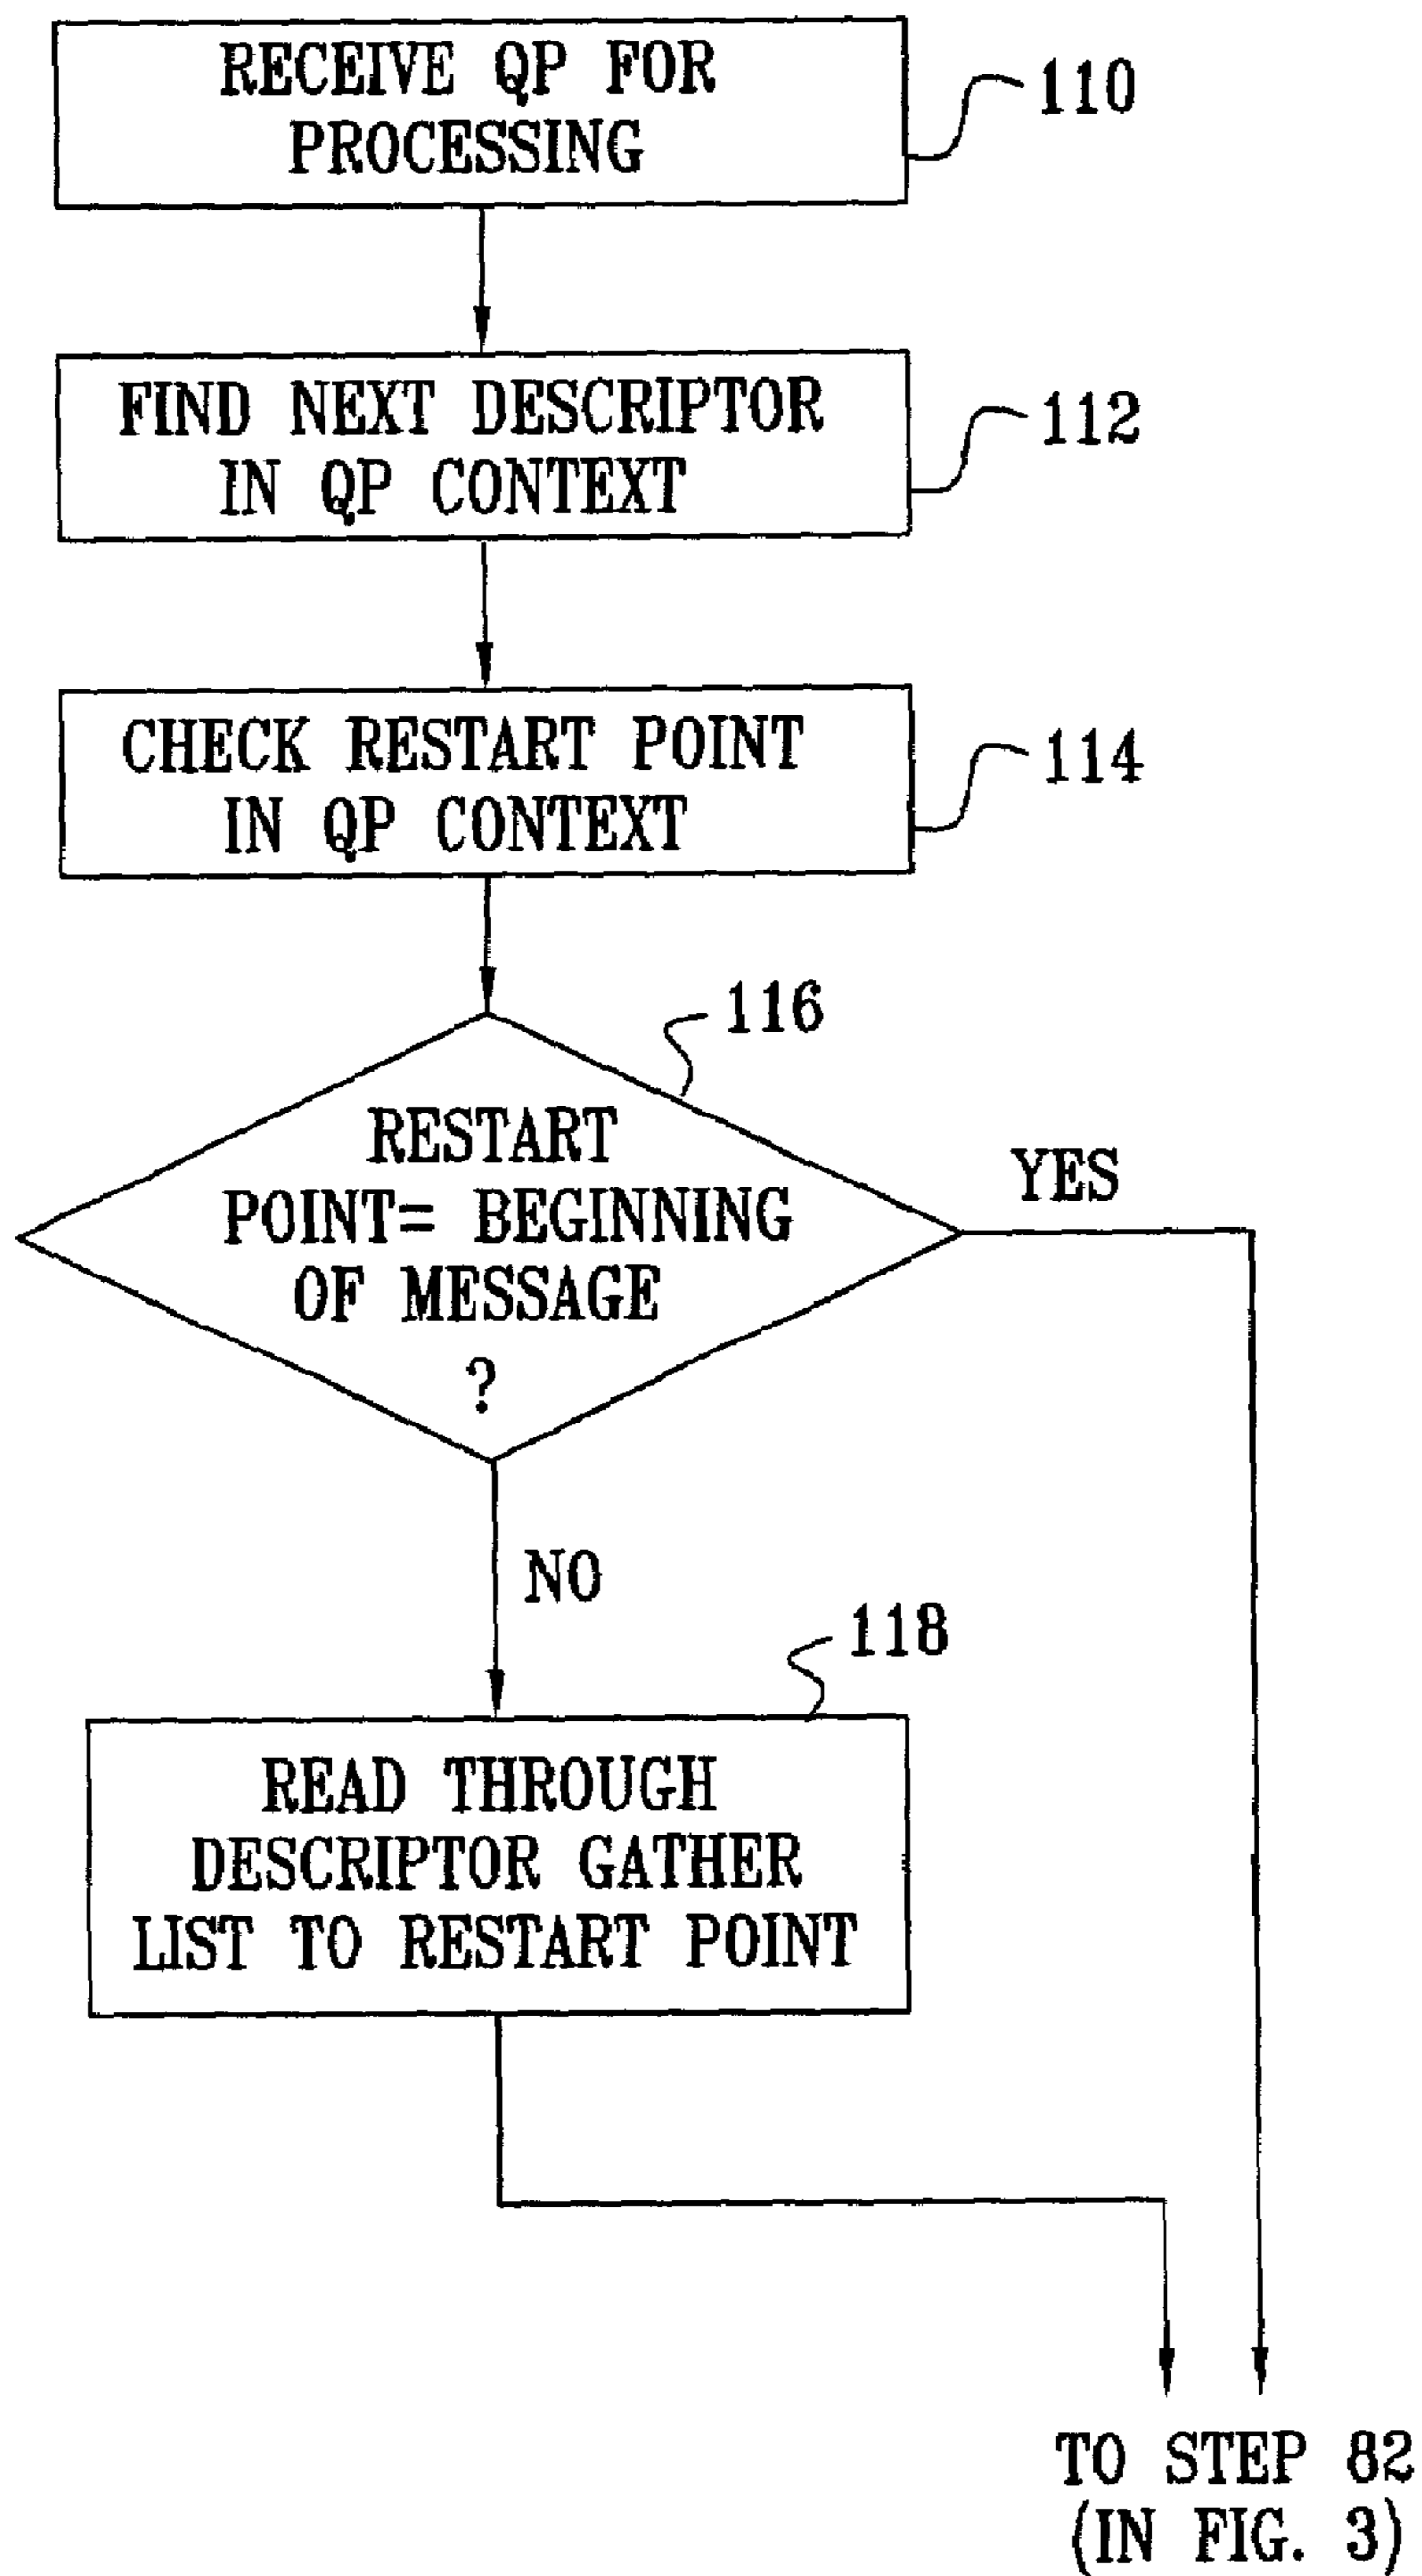 RECEIVE QP FOR
PROCESSING
110
FIND NEXT DESCRIPTOR
IN QP CONTEXT
112
CHECK RESTART POINT
IN QP CONTEXT
114
116
RESTART
POINT= BEGINNING
OF MESSAGE
?
YES
NO
118
READ THROUGH
DESCRIPTOR GATHER
LIST TO RESTART POINT
TO STEP 82
(IN FIG. 3)